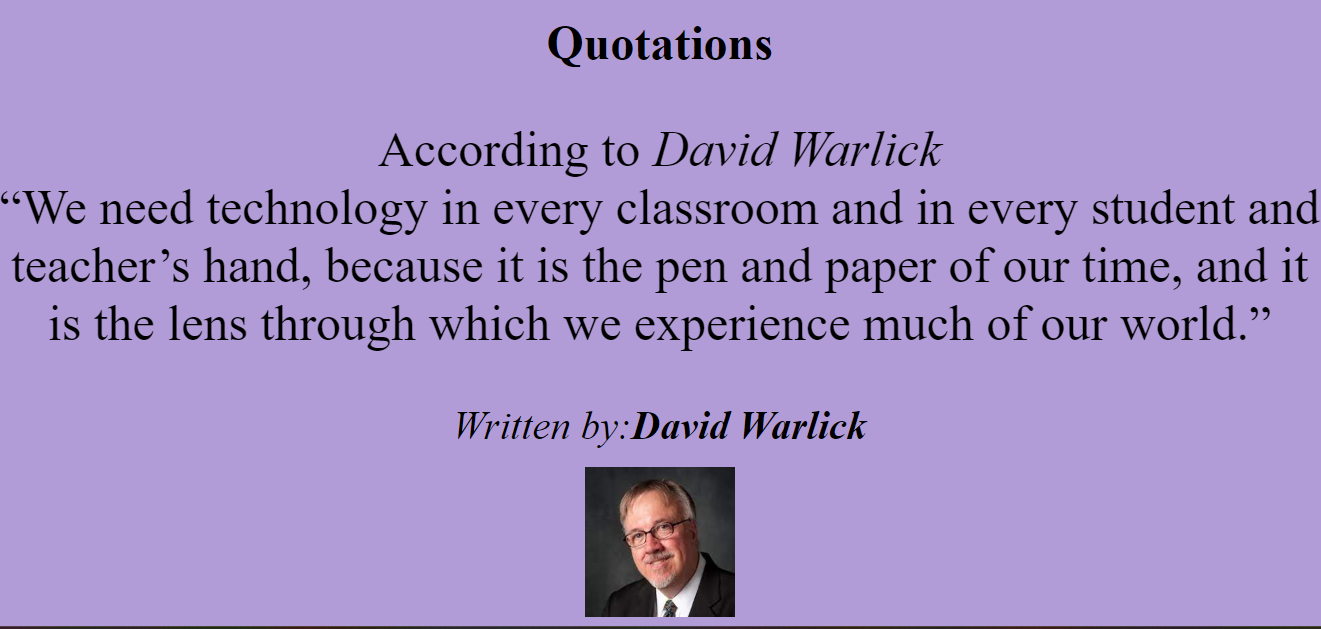 Quotations
According to David Warlick
“We need technology in every classroom and in every student and
teacher’s hand, because it is the pen and paper of our time, and it
is the lens through which we experience much of our world.”
Written by:David Warlick